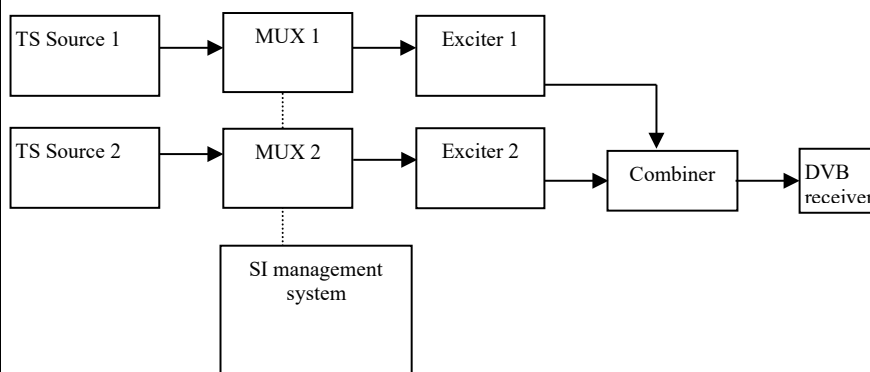 TS Source 1
MUX 1
Exciter 1
TS Source 2
MUX 2
Exciter 2
Combiner
DVB
receiver
SI management
system